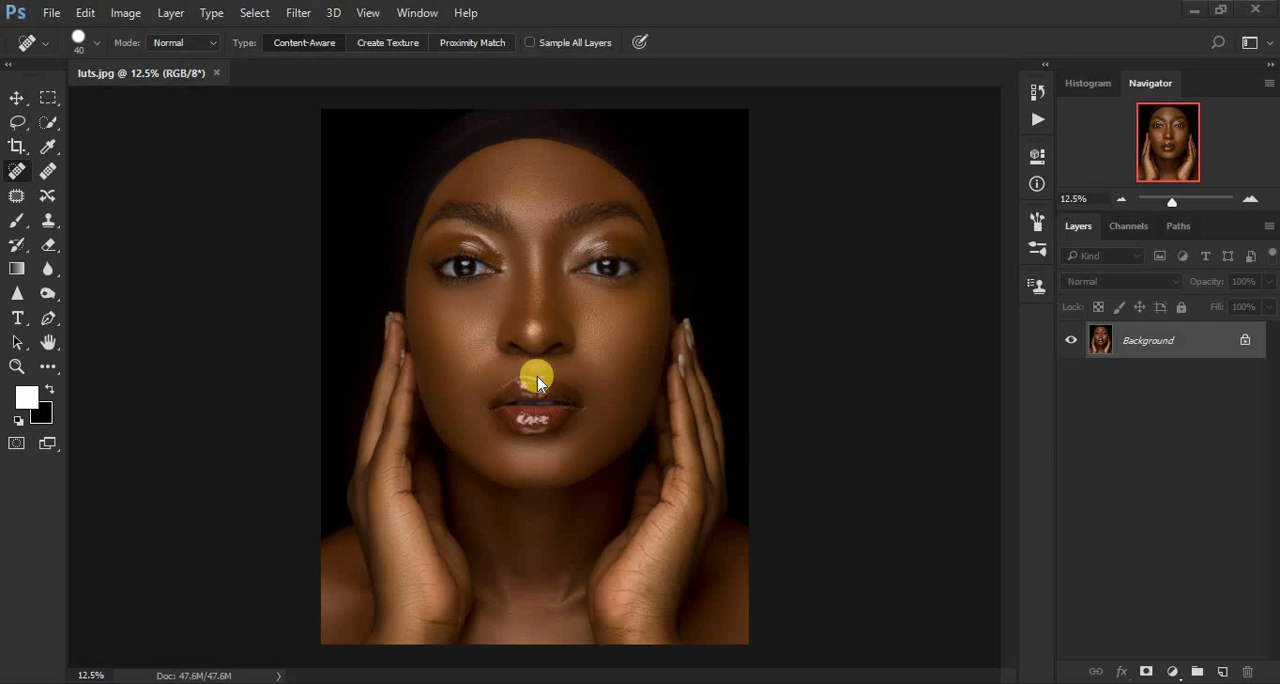 Ps File Edit Image Layer Type Select Filter 3D View Window Help
40 Mode: Normal Type: Content-Aware Create Texture Proximity Match Sample All Layers
luts.jpg @ 12.5% (RGB/8*) ×
Histogram Navigator
12.5%
Layers Channels Paths
Kind
Normal Opacity: 100%
Lock: Fill: 100%
Background
12.5% Doc: 47.6M/47.6M